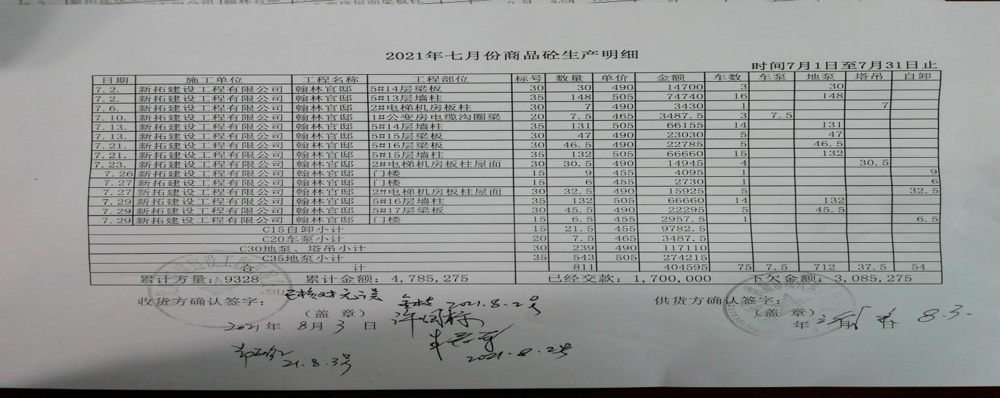 2021年七月份商品砼生产明细
时间7月1日至7月31日止
日期 施工单位 工程名称 工程部位 标号 数量 单价 金额 车数 车泵 地泵 塔吊 自卸
7.2. 新拓建设工程有限公司 翰林官邸 5#14层梁板 30 30 490 14700 3 30
7.2. 新拓建设工程有限公司 翰林官邸 5#13层墙柱 35 148 505 74740 16 148
7.6. 新拓建设工程有限公司 翰林官邸 2#电梯机房板柱 30 7 490 3430 1 7
7.10. 新拓建设工程有限公司 翰林官邸 1#公变房电缆沟圈梁 20 7.5 465 3487.5 3 7.5
7.13. 新拓建设工程有限公司 翰林官邸 5#14层墙柱 35 131 505 66155 14 131
7.13. 新拓建设工程有限公司 翰林官邸 5#15层梁板 30 47 490 23030 5 47
7.21. 新拓建设工程有限公司 翰林官邸 5#16层梁板 30 46.5 490 22785 5 46.5
7.21. 新拓建设工程有限公司 翰林官邸 5#15层墙柱 35 132 505 66660 15 132
7.23. 新拓建设工程有限公司 翰林官邸 2#电梯机房板柱屋面 30 30.5 490 14945 4 30.5
7.26 新拓建设工程有限公司 翰林官邸 门楼 15 9 455 4095 1 9
7.27 新拓建设工程有限公司 翰林官邸 门楼 15 6 455 2730 1 6
7.27 新拓建设工程有限公司 翰林官邸 2#电梯机房板柱屋面 30 32.5 490 15925 5 32.5
7.29 新拓建设工程有限公司 翰林官邸 5#16层墙柱 35 132 505 66660 14 132
7.29 新拓建设工程有限公司 翰林官邸 5#17层梁板 30 45.5 490 22295 5 45.5
7.29 新拓建设工程有限公司 翰林官邸 门楼 15 6.5 455 2957.5 1 6.5
C15自卸小计 15 21.5 455 9782.5
C20车泵小计 20 7.5 465 3487.5
C30地泵、塔吊小计 30 239 490 117110
C35地泵小计 35 543 505 274215
合计 811 404595 75 7.5 712 37.5 54
累计方量：9328 累计金额：4,785,275 已经交款：1,700,000 下欠金额：3,085,275
收货方确认签字： 已核对无误 2021.8.2号 供货方确认签字：
（盖 章） （盖 章）
2021年 8月3日 许国栋 年 月 日 8.3.
21.8.3号 2021.8.2号